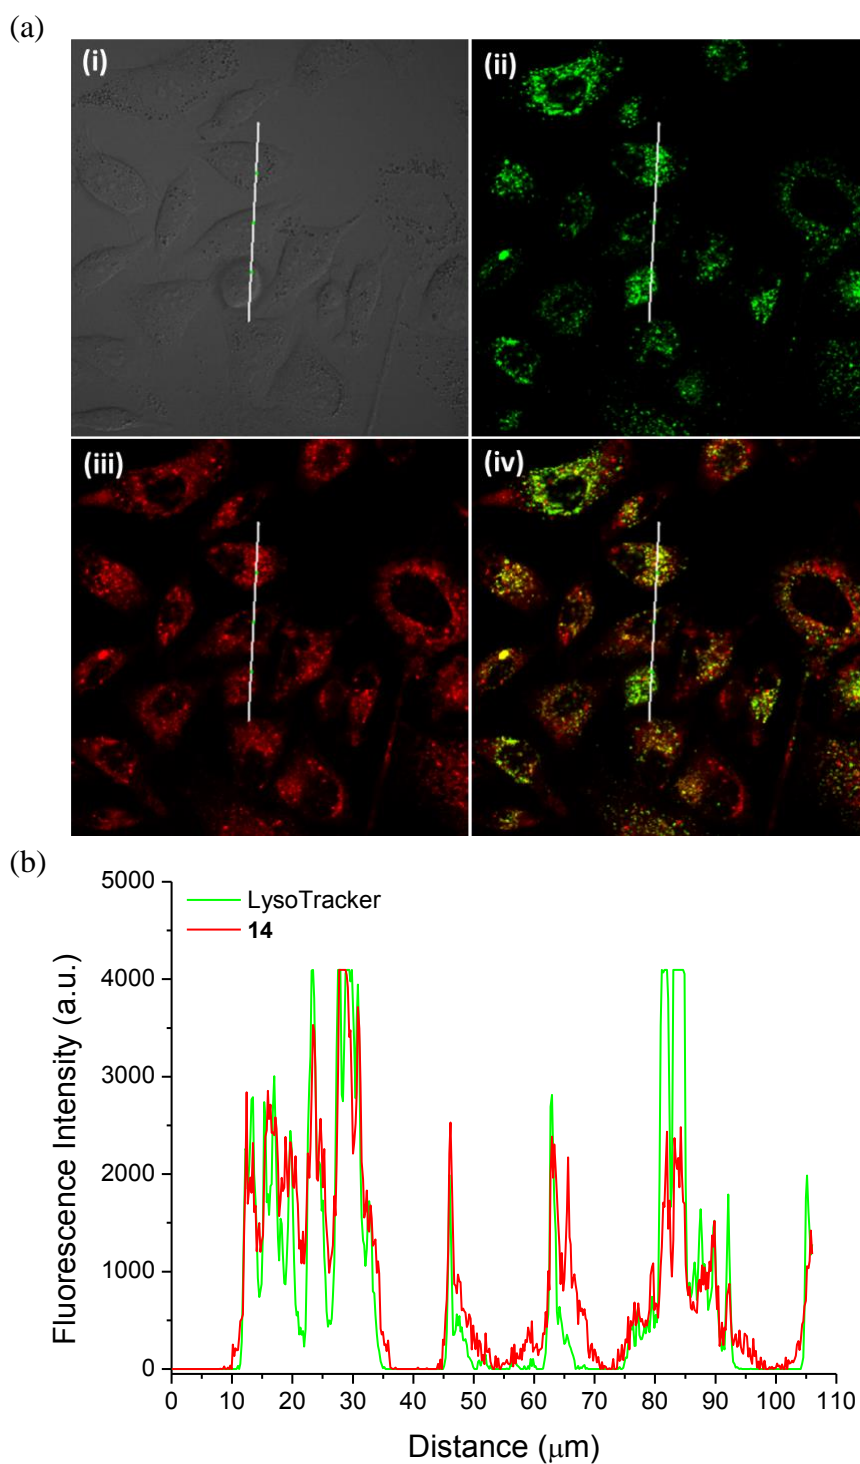 (a)
(i)
(ii)
(iii)
(iv)
(b)
5000
4000
3000
2000
1000
0
LysoTracker
14
Fluorescence Intensity (a.u.)
0 10 20 30 40 50 60 70 80 90 100 110
Distance (μm)